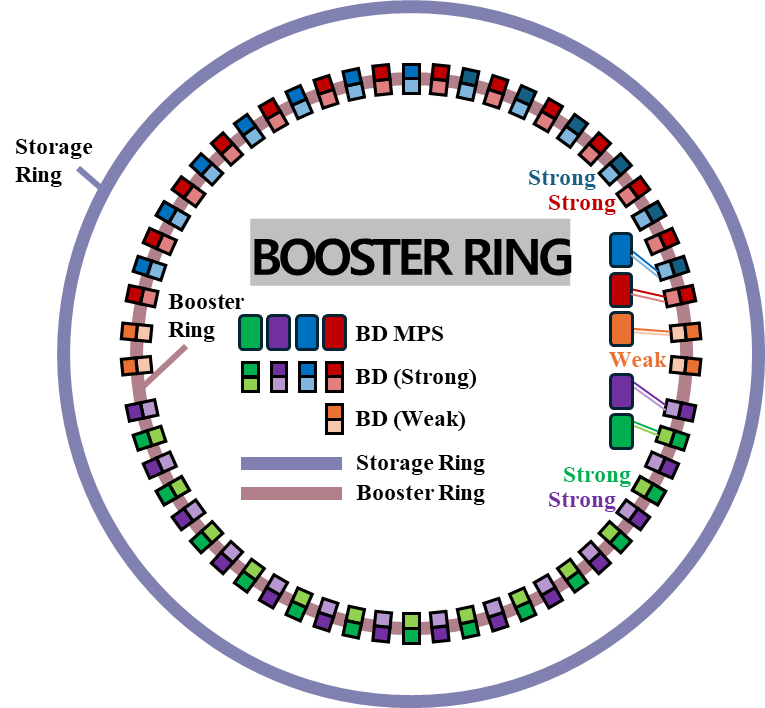 Storage
Ring
Strong
Strong
BOOSTER RING
Booster
Ring
BD MPS
Weak
BD (Strong)
BD (Weak)
Storage Ring
Strong
Booster Ring
Strong